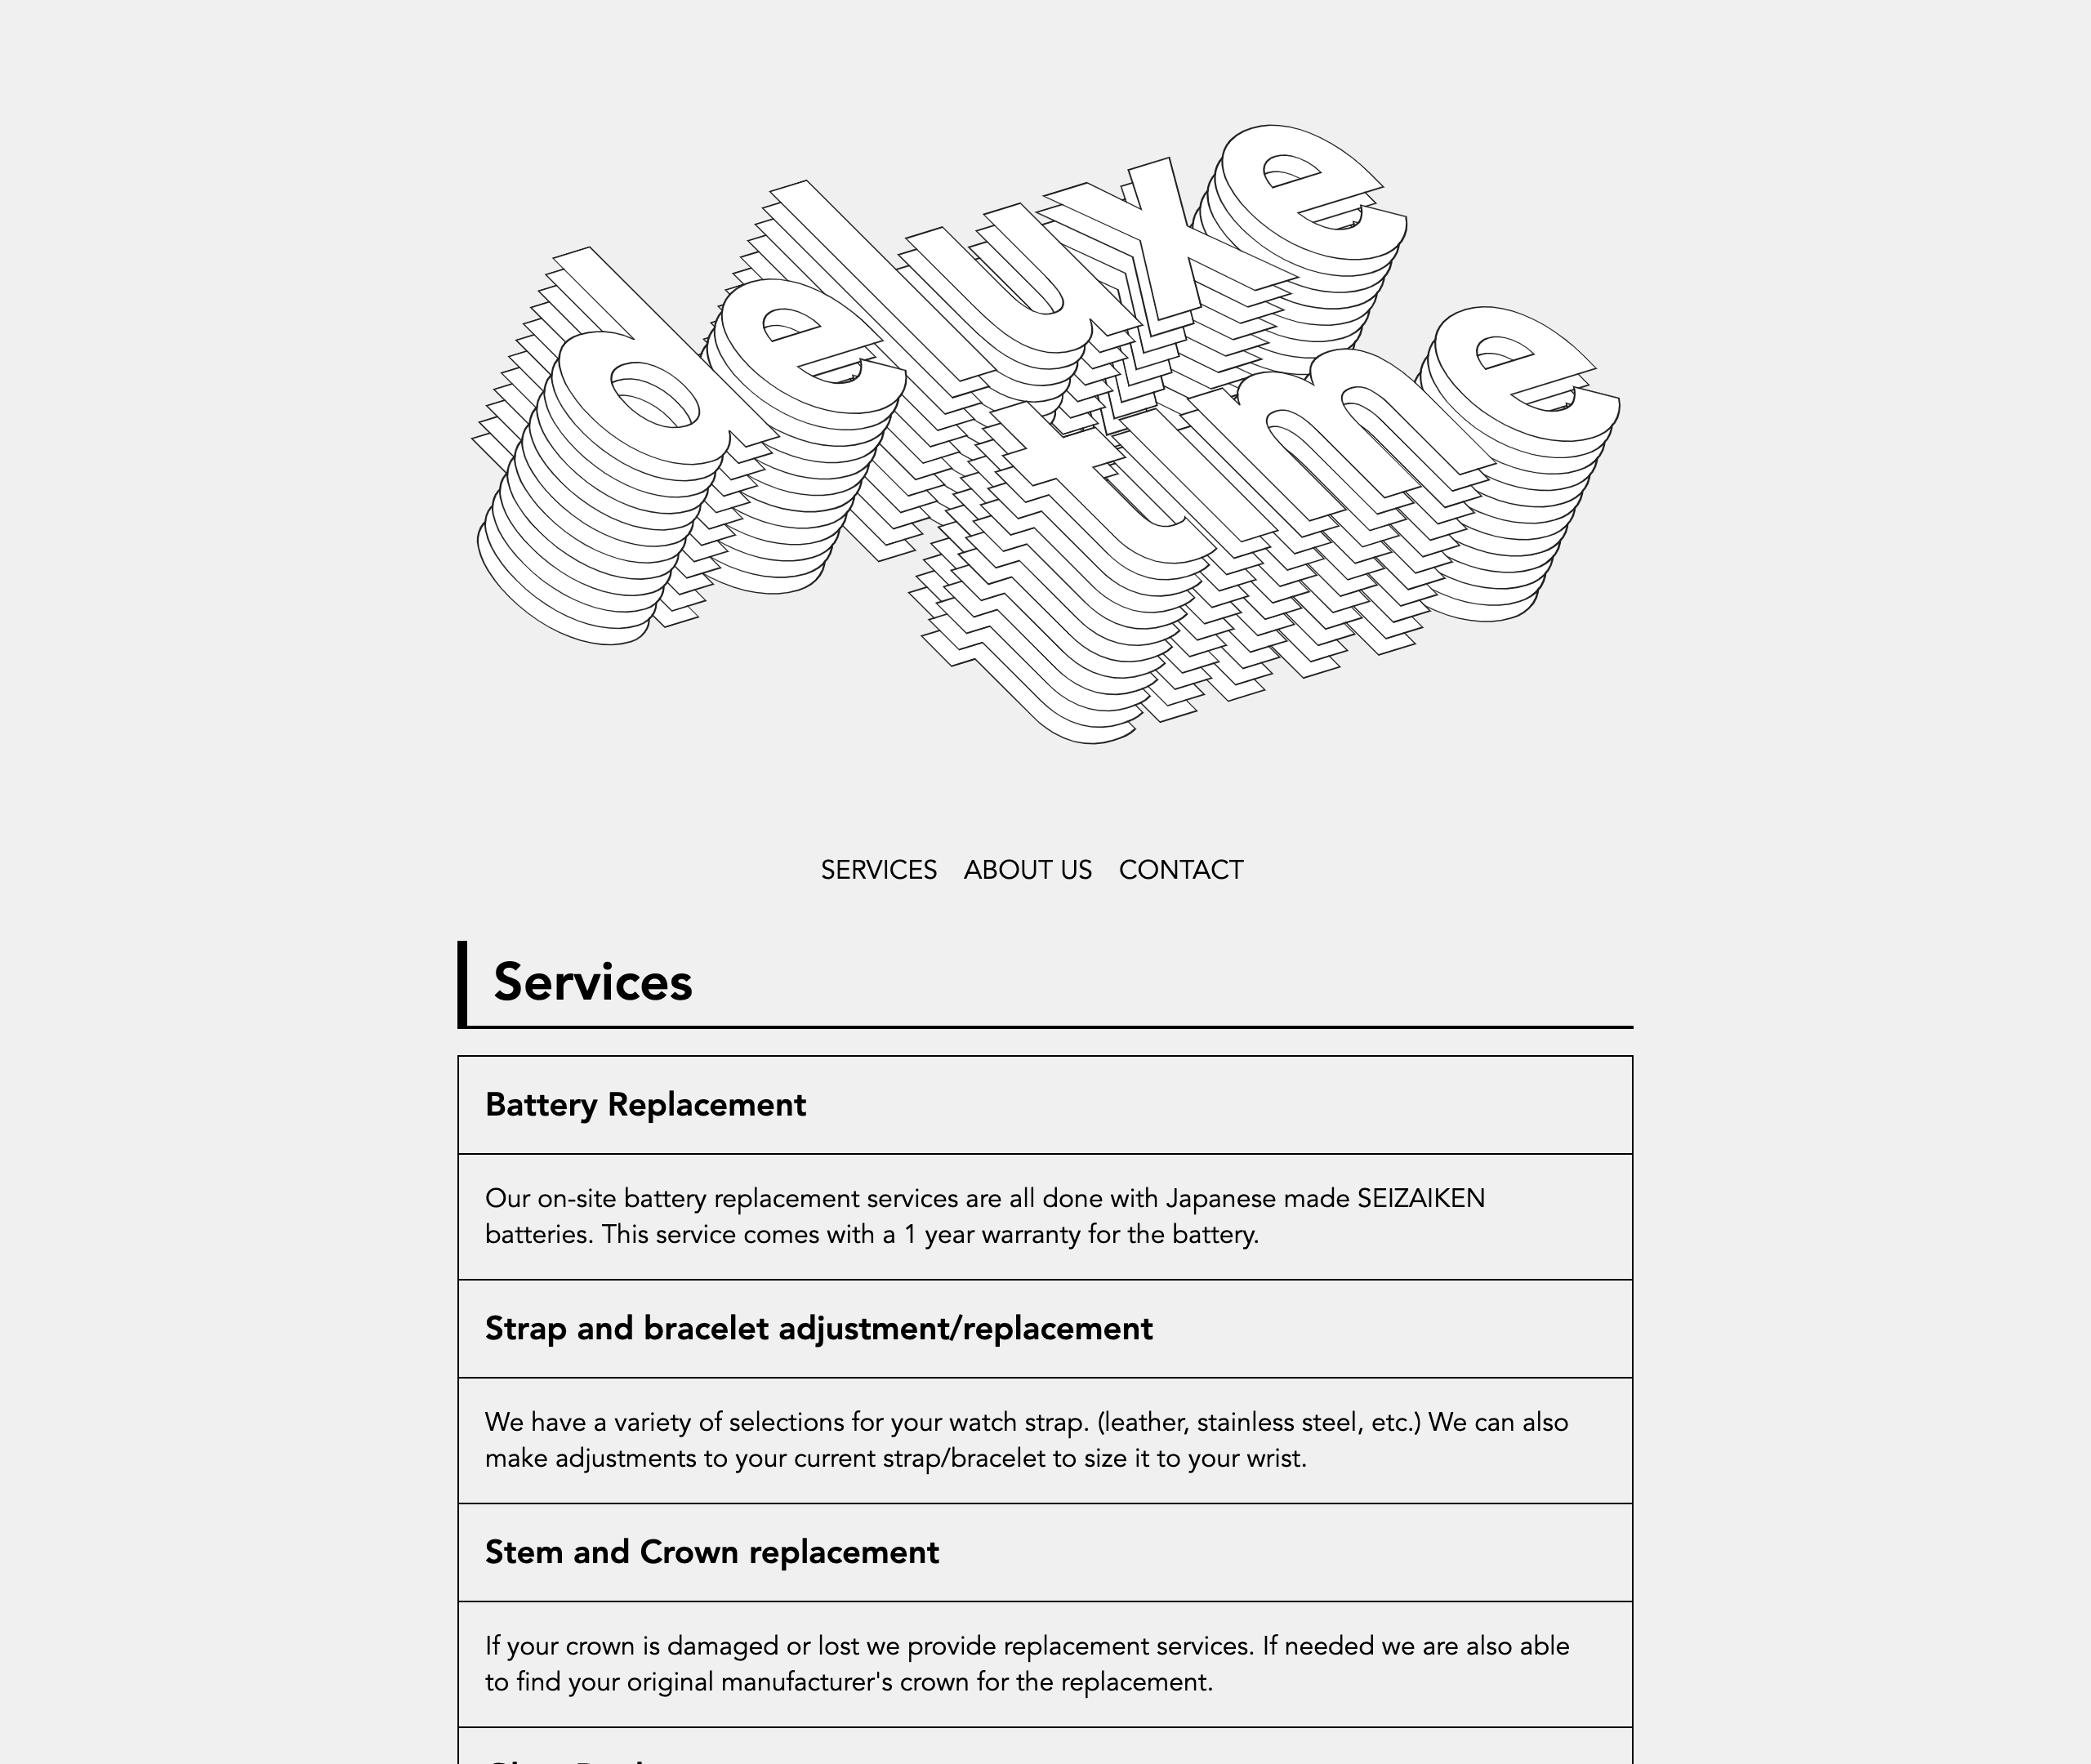 deluxe
time
SERVICES ABOUT US CONTACT
Services
Battery Replacement
Our on-site battery replacement services are all done with Japanese made SEIZAIKEN
batteries. This service comes with a 1 year warranty for the battery.
Strap and bracelet adjustment/replacement
We have a variety of selections for your watch strap. (leather, stainless steel, etc.) We can also
make adjustments to your current strap/bracelet to size it to your wrist.
Stem and Crown replacement
If your crown is damaged or lost we provide replacement services. If needed we are also able
to find your original manufacturer's crown for the replacement.